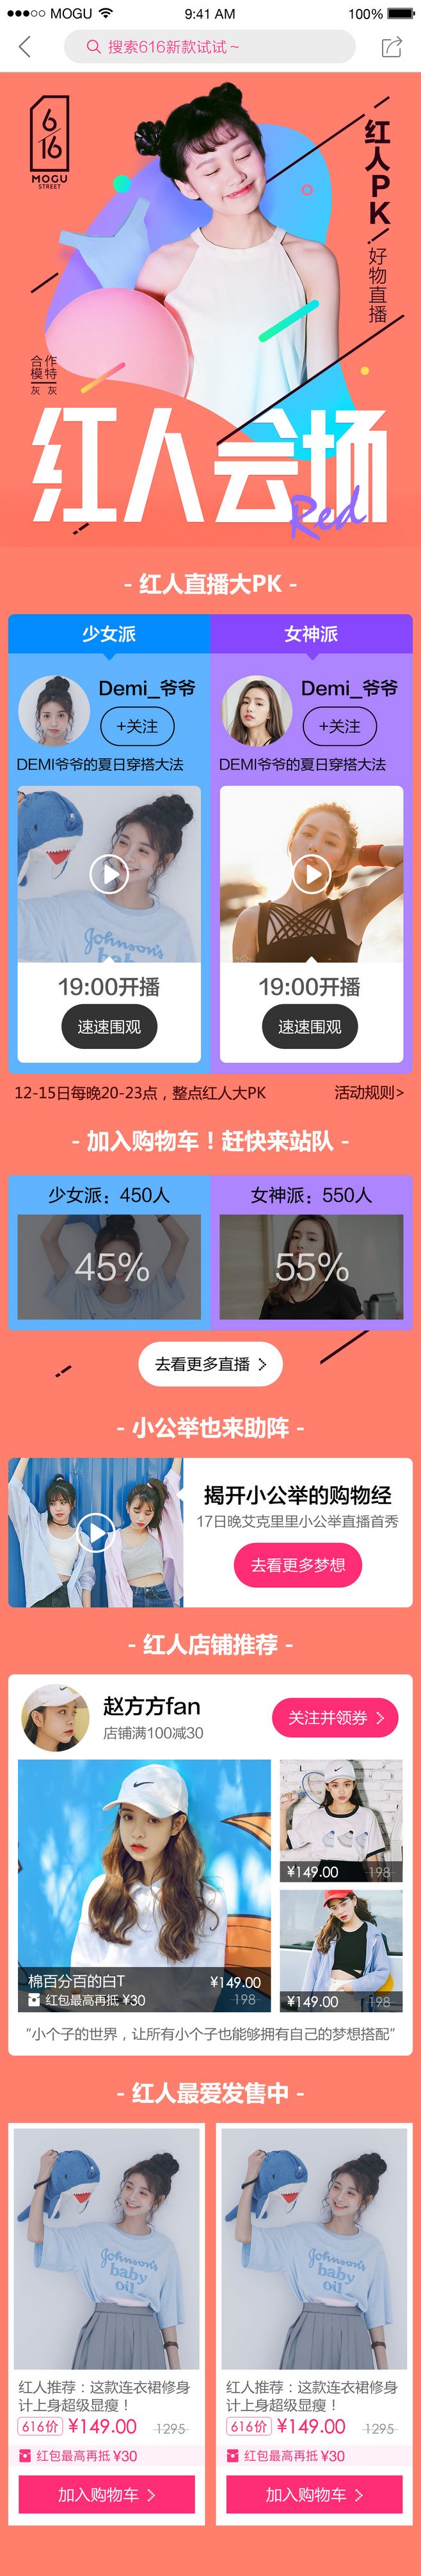 MOGU
9:41 AM
100%
搜索616新款试试~
6
16
MOGU
STREET
红人PK·好物直播
合作
模特
灰灰
红人会场
Red
- 红人直播大PK -
少女派
女神派
Demi_爷爷
+关注
DEMI爷爷的夏日穿搭大法
Demi_爷爷
+关注
DEMI爷爷的夏日穿搭大法
Johnson's
baby
19:00开播
速速围观
19:00开播
速速围观
12-15日每晚20-23点，整点红人大PK
活动规则>
- 加入购物车！赶快来站队 -
少女派：450人
女神派：550人
45%
55%
去看更多直播 >
- 小公举也来助阵 -
揭开小公举的购物经
17日晚艾克里里小公举直播首秀
去看更多梦想
- 红人店铺推荐 -
赵方方fan
店铺满100减30
关注并领券 >
¥149.00 198
棉百分百的白T ¥149.00
红包最高再抵 ¥30 198
¥149.00 198
“小个子的世界，让所有小个子也能够拥有自己的梦想搭配”
- 红人最爱发售中 -
Johnson's
baby
oil
Johnson's
baby
oil
红人推荐：这款连衣裙修身
计上身超级显瘦！
616价 ¥149.00 1295
红包最高再抵 ¥30
加入购物车 >
红人推荐：这款连衣裙修身
计上身超级显瘦！
616价 ¥149.00 1295
红包最高再抵 ¥30
加入购物车 >